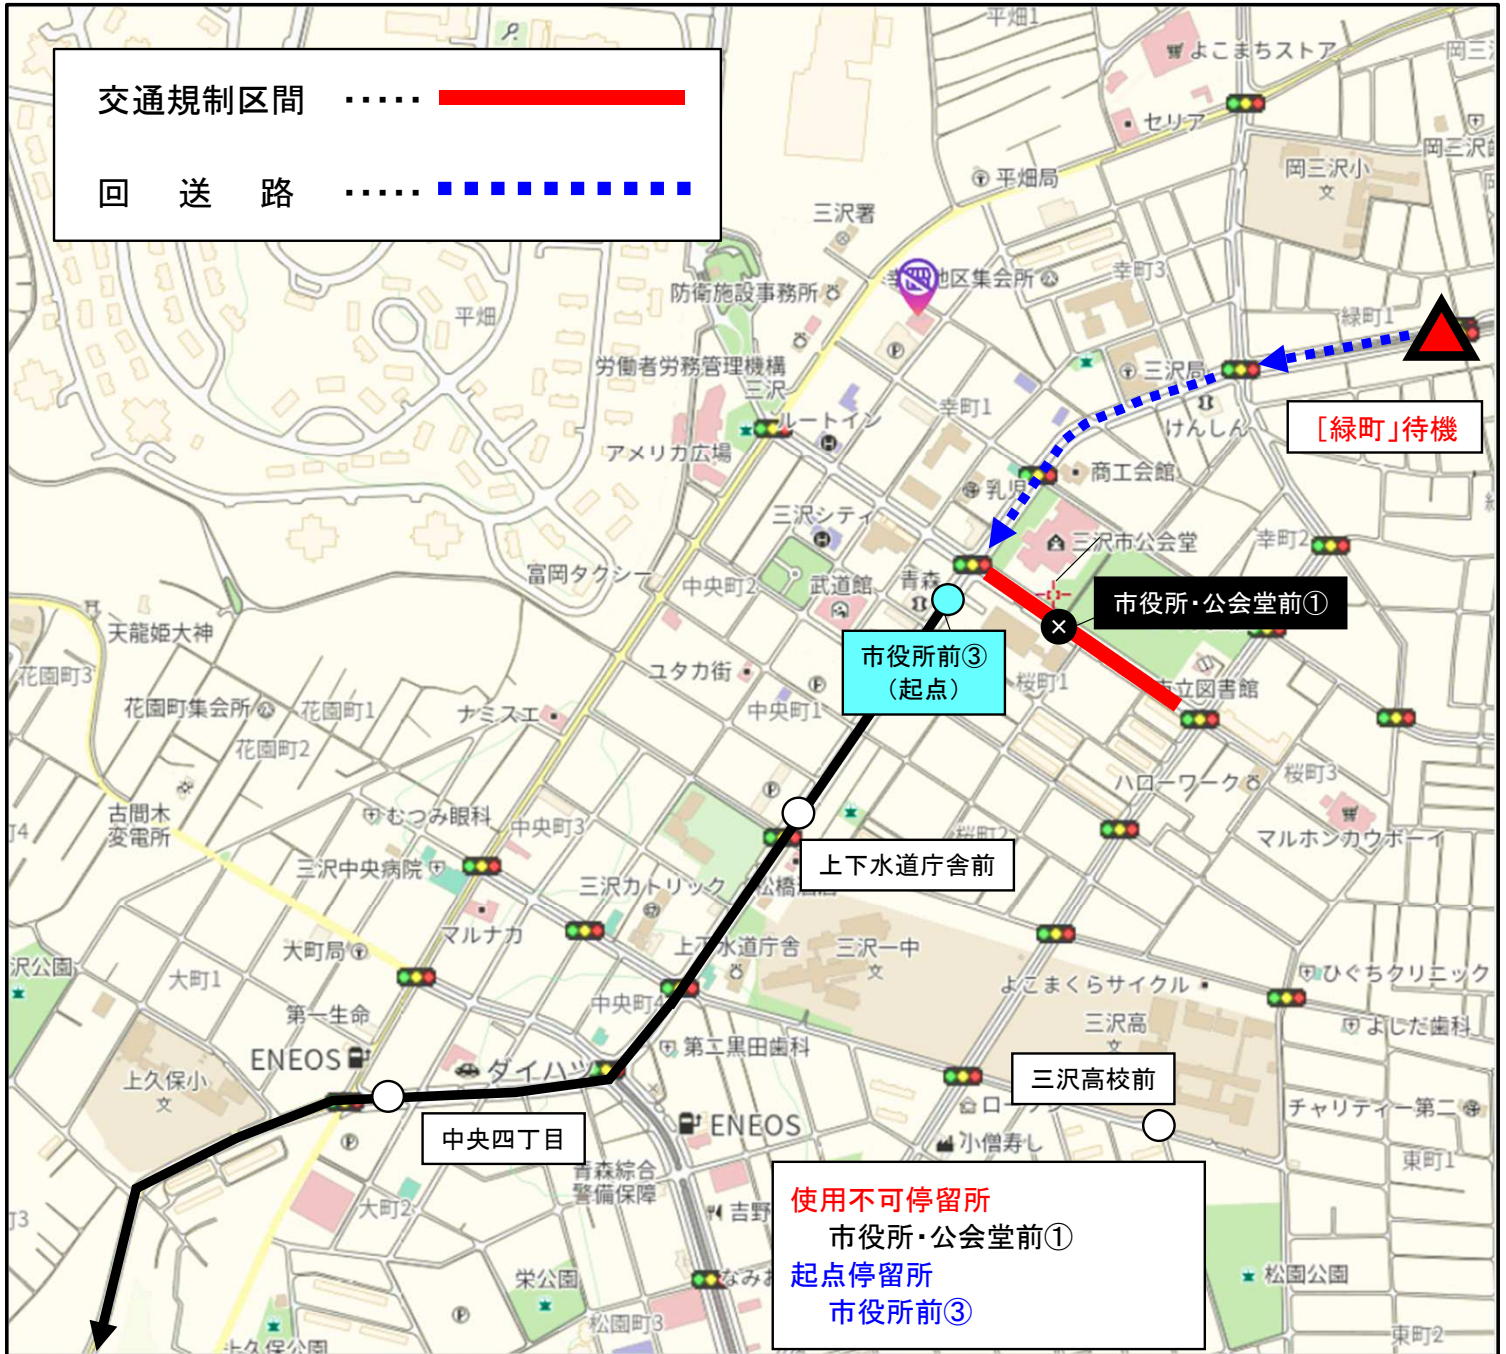 交通規制区間 ・・・・・
回 送 路 ・・・・・
平畑1
よこまちストア
セリア
岡三沢小
文
平畑局
三沢署
防衛施設事務所
地区集会所
幸町3
平畑
緑町1
労働者労務管理機構
三沢
三沢局
幸町1
けんしん
[緑町」待機
ルートイン
アメリカ広場
商工会館
乳児
三沢シティ
三沢市公会堂
幸町2
富岡タクシー
中央町2
武道館
青森
市役所・公会堂前①
天龍姫大神
市役所前③
(起点)
花園町3
ユタカ街
桜町1
市立図書館
花園町集会所
花園町1
ナミスエ
中央町1
花園町2
ハローワーク
桜町3
古間木
変電所
むつみ眼科
中央町3
桜町2
マルホンカウボーイ
三沢中央病院
三沢カトリック
上下水道庁舎前
マルナカ
大町局
上下水道庁舎
三沢一中
文
沢公園
大町1
よこまくらサイクル
ひぐちクリニック
中央町4
第一生命
三沢高
文
よしだ歯科
ENEOS
ダイハツ
第二黒田歯科
上久保小
文
三沢高校前
チャリティー第二
中央四丁目
ENEOS
小僧寿し
東町1
青森綜合
警備保障
大町2
吉野
使用不可停留所
市役所・公会堂前①
起点停留所
市役所前③
栄公園
松園公園
松園町3
上久保公園
東町2